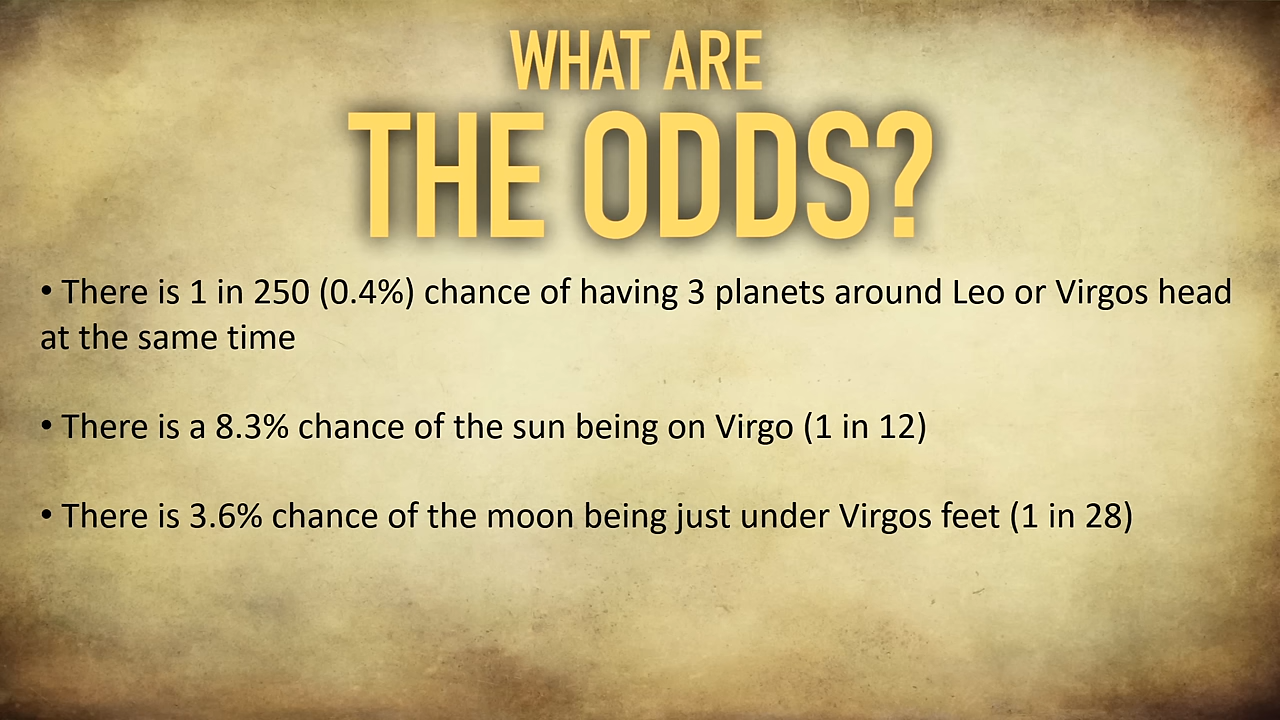 WHAT ARE
THE ODDS?
• There is 1 in 250 (0.4%) chance of having 3 planets around Leo or Virgos head
at the same time
• There is a 8.3% chance of the sun being on Virgo (1 in 12)
• There is 3.6% chance of the moon being just under Virgos feet (1 in 28)